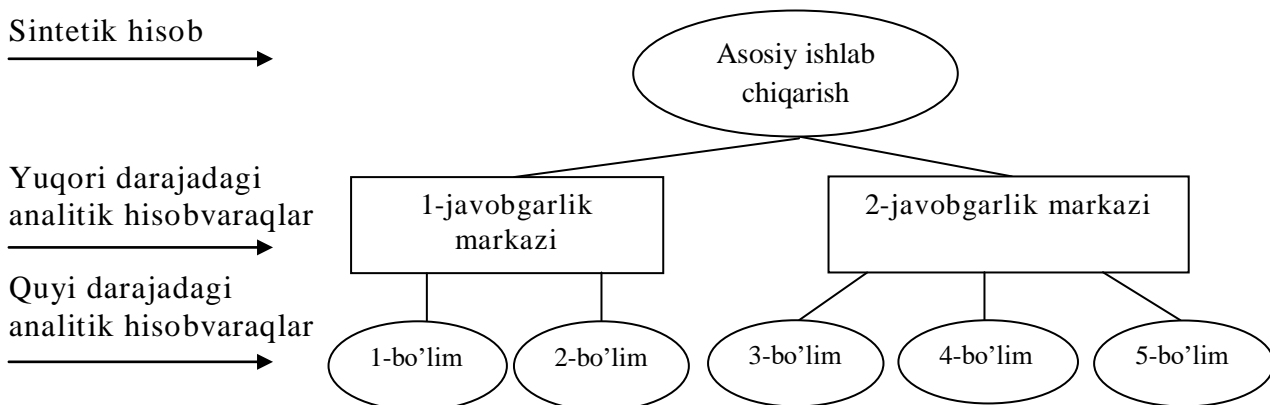 Sintetik hisob
Asosiy ishlab
chiqarish
Yuqori darajadagi
analitik hisobvaraqlar
1-javobgarlik
markazi
2-javobgarlik markazi
Quyi darajadagi
analitik hisobvaraqlar
1-bo’lim
2-bo’lim
3-bo’lim
4-bo’lim
5-bo’lim